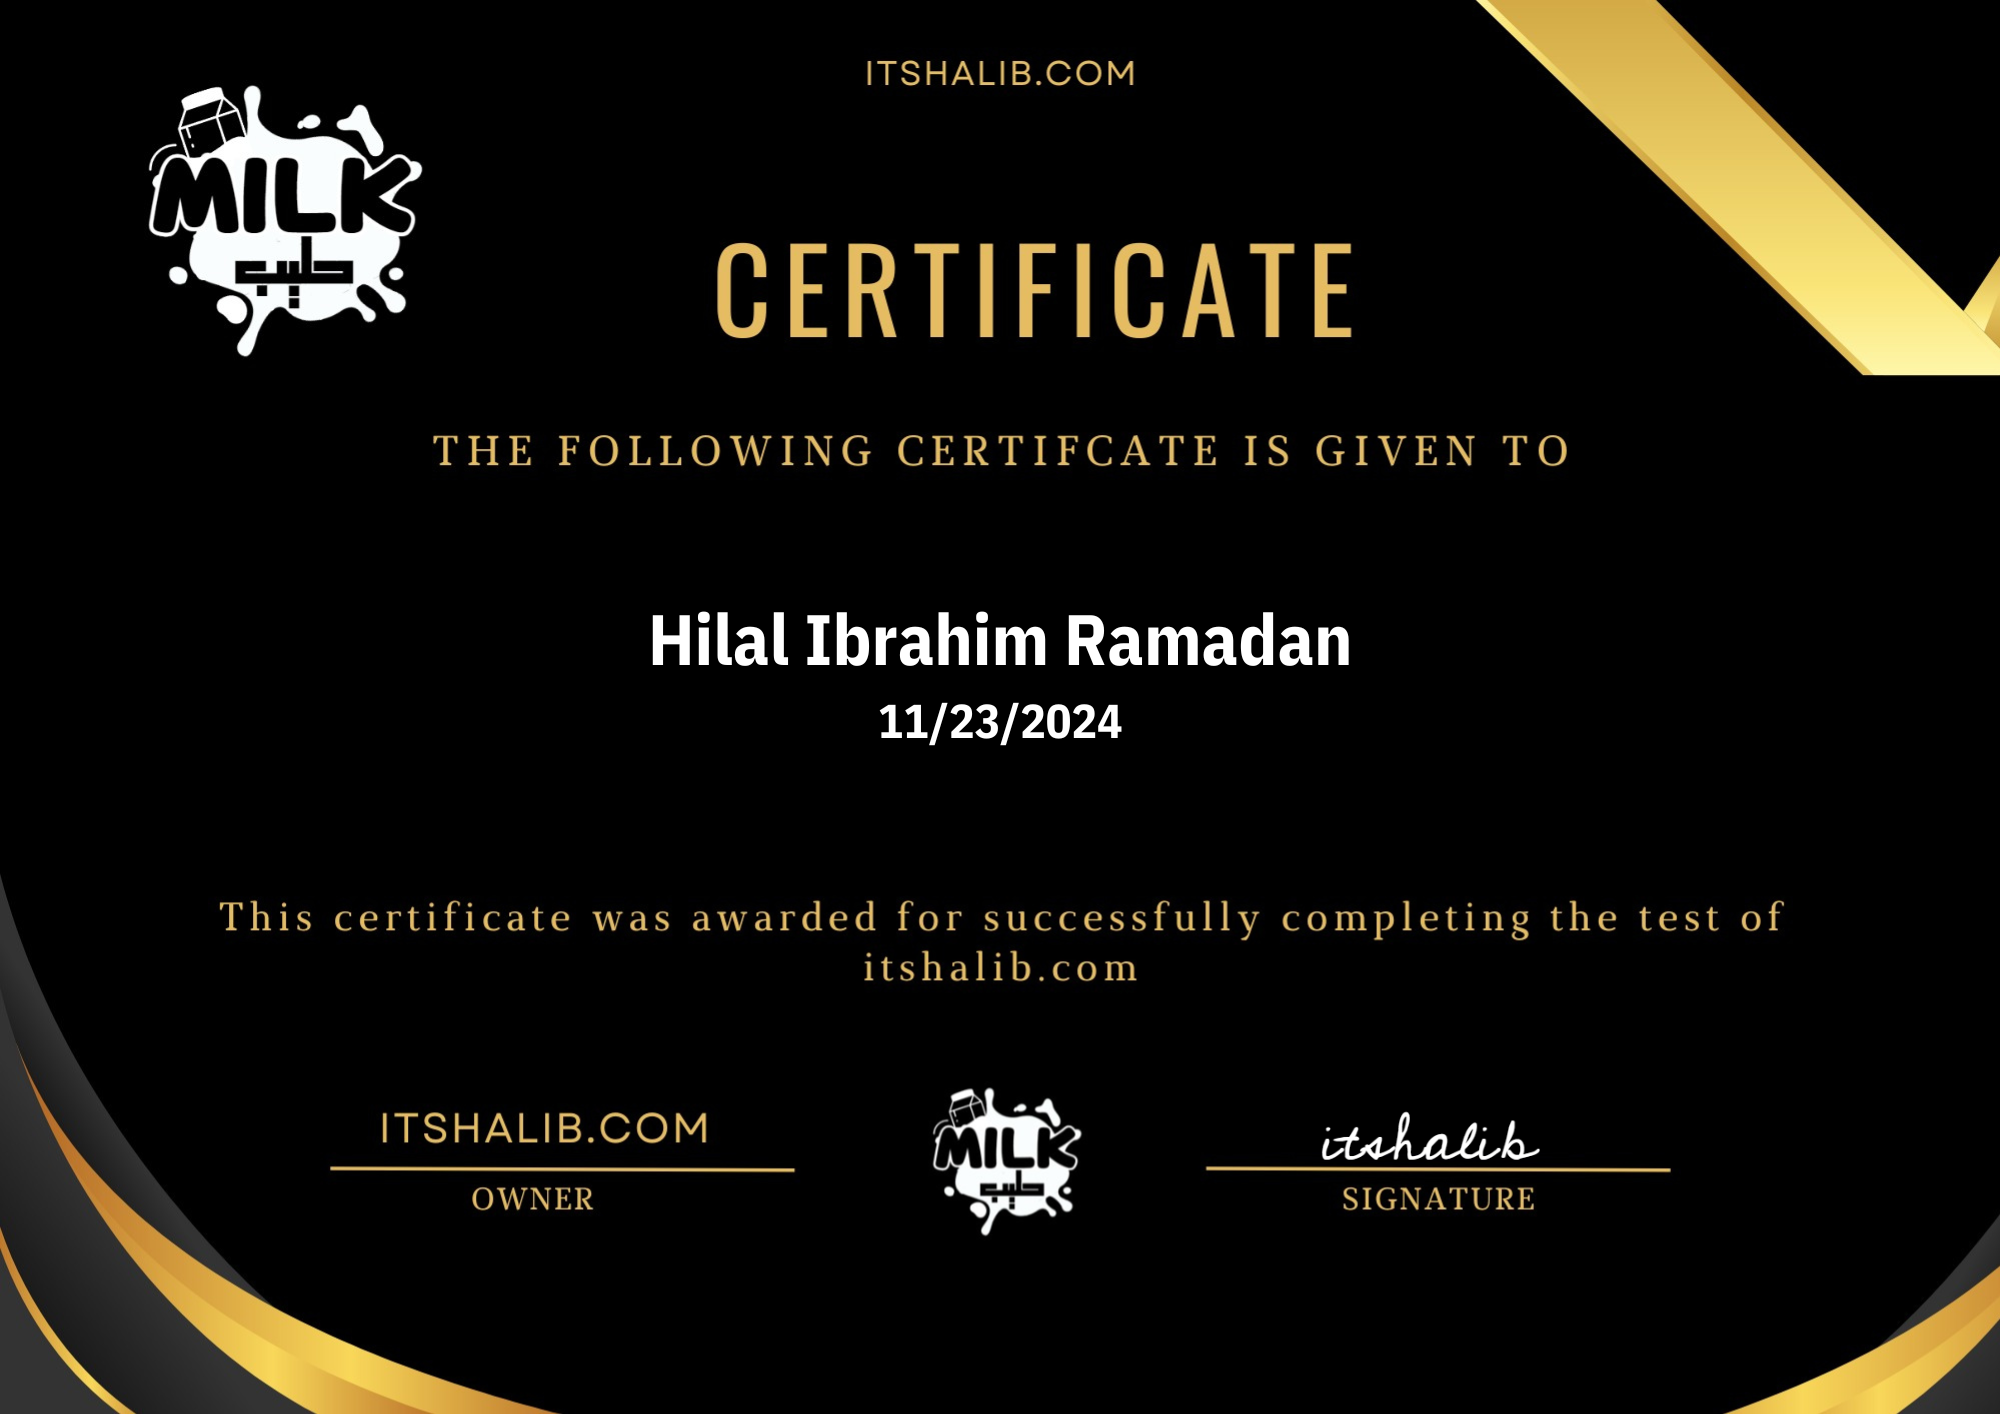 ITSHALIB.COM
MILK
حليب
CERTIFICATE
THE FOLLOWING CERTIFCATE IS GIVEN TO
Hilal Ibrahim Ramadan
11/23/2024
This certificate was awarded for successfully completing the test of
itshalib.com
ITSHALIB.COM
OWNER
MILK
حليب
itshalib
SIGNATURE